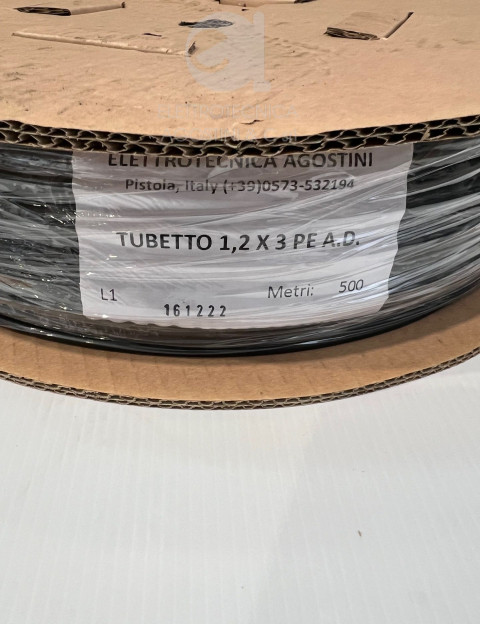 ELETTROTECNICA AGOSTINI
Pistoia, Italy (+39)0573-532194
TUBETTO 1,2 X 3 PE A.D.
L1 Metri: 500
161222